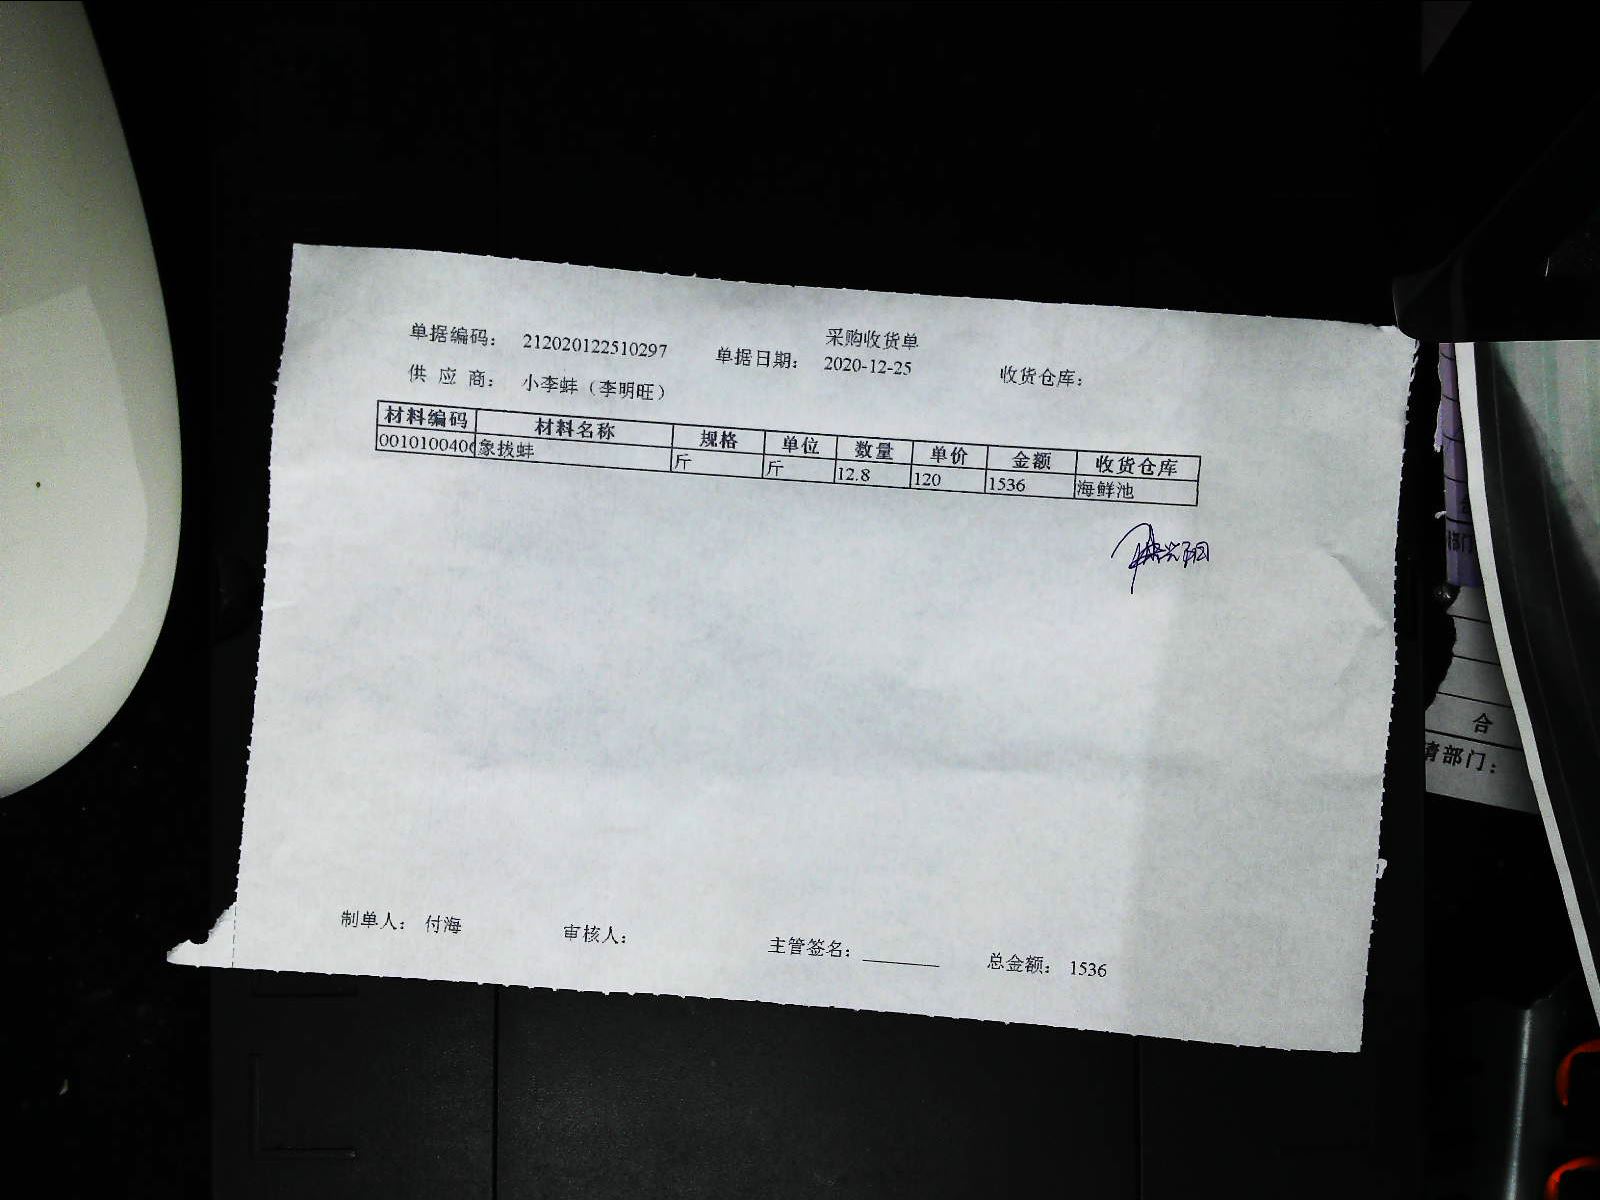 采购收货单
单据编码： 212020122510297 单据日期： 2020-12-25 收货仓库：
供 应 商： 小李蚌（李明旺）
材料编码 材料名称 规格 单位 数量 单价 金额 收货仓库
001010040 象拔蚌 斤 斤 12.8 120 1536 海鲜池
制单人： 付海 审核人： 主管签名： 总金额： 1536
合
请部门：